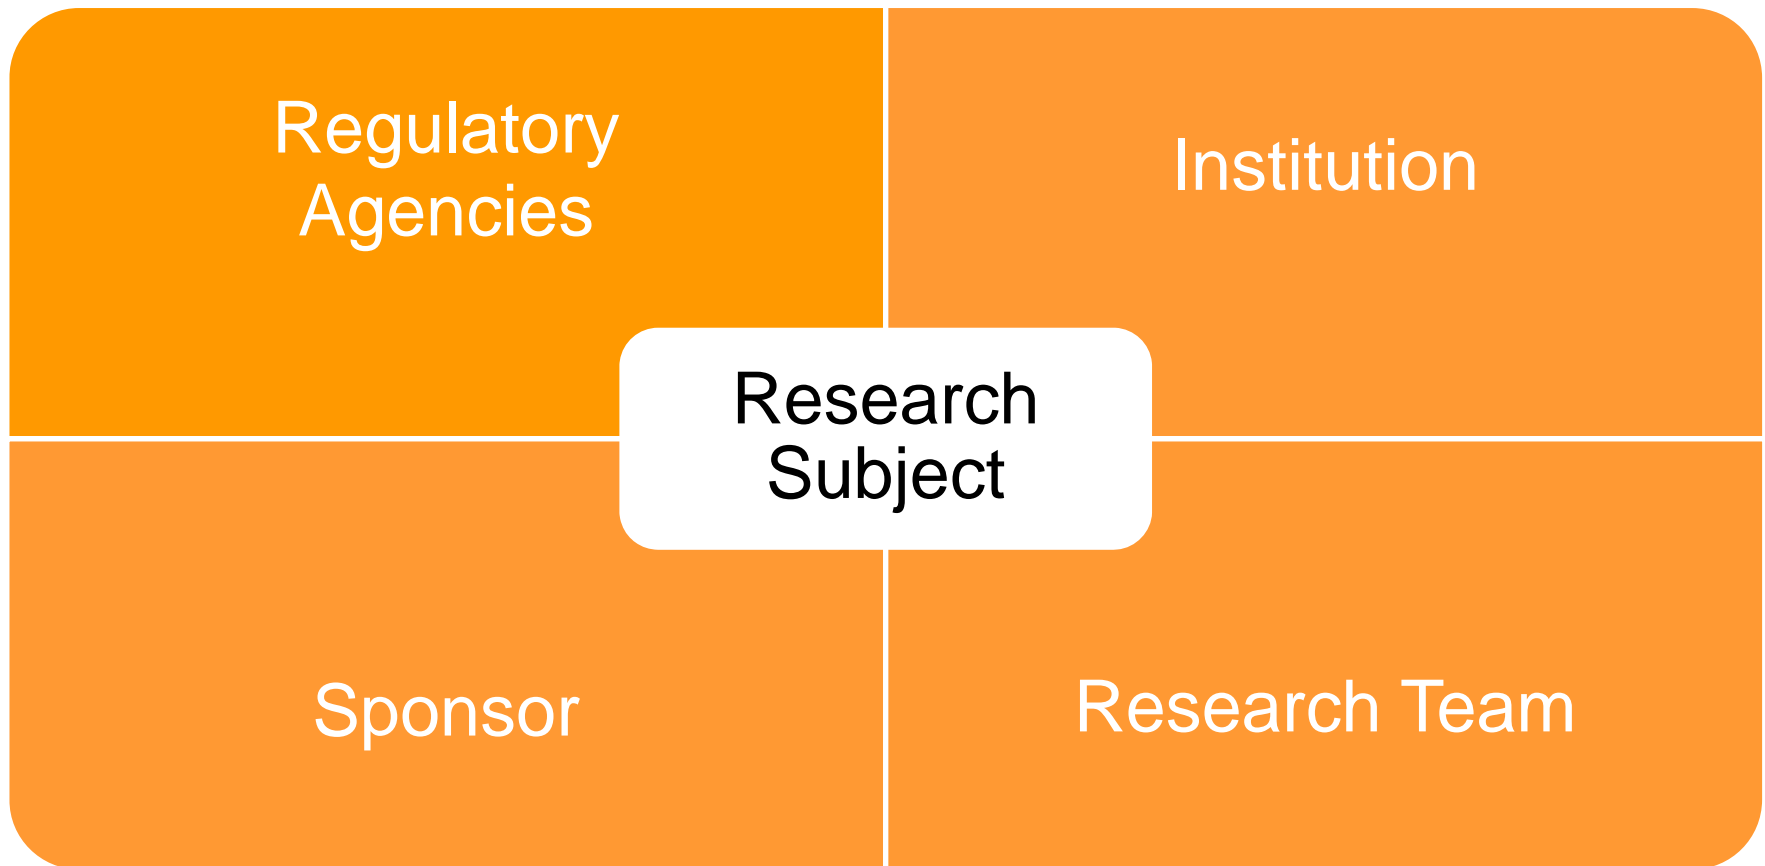 Regulatory
Agencies
Institution
Research
Subject
Sponsor
Research Team